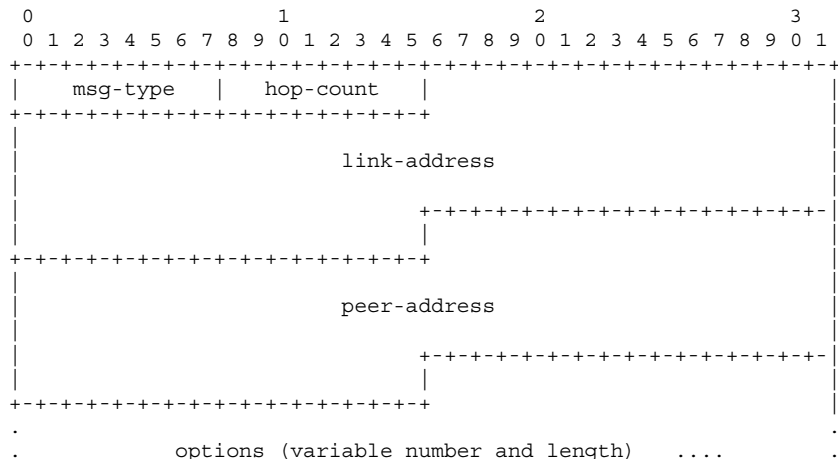 0                   1                   2                   3
0 1 2 3 4 5 6 7 8 9 0 1 2 3 4 5 6 7 8 9 0 1 2 3 4 5 6 7 8 9 0 1
+-+-+-+-+-+-+-+-+-+-+-+-+-+-+-+-+-+-+-+-+-+-+-+-+-+-+-+-+-+-+-+-+
|    msg-type   |   hop-count   |                               |
+-+-+-+-+-+-+-+-+-+-+-+-+-+-+-+-+                               |
|                                                               |
|                         link-address                          |
|                                                               |
|                               +-+-+-+-+-+-+-+-+-+-+-+-+-+-+-+-|
|                               |                               |
+-+-+-+-+-+-+-+-+-+-+-+-+-+-+-+-+                               |
|                                                               |
|                         peer-address                          |
|                                                               |
|                               +-+-+-+-+-+-+-+-+-+-+-+-+-+-+-+-|
|                               |                               |
+-+-+-+-+-+-+-+-+-+-+-+-+-+-+-+-+                               |
.                                                               .
.            options (variable number and length)   ....        .